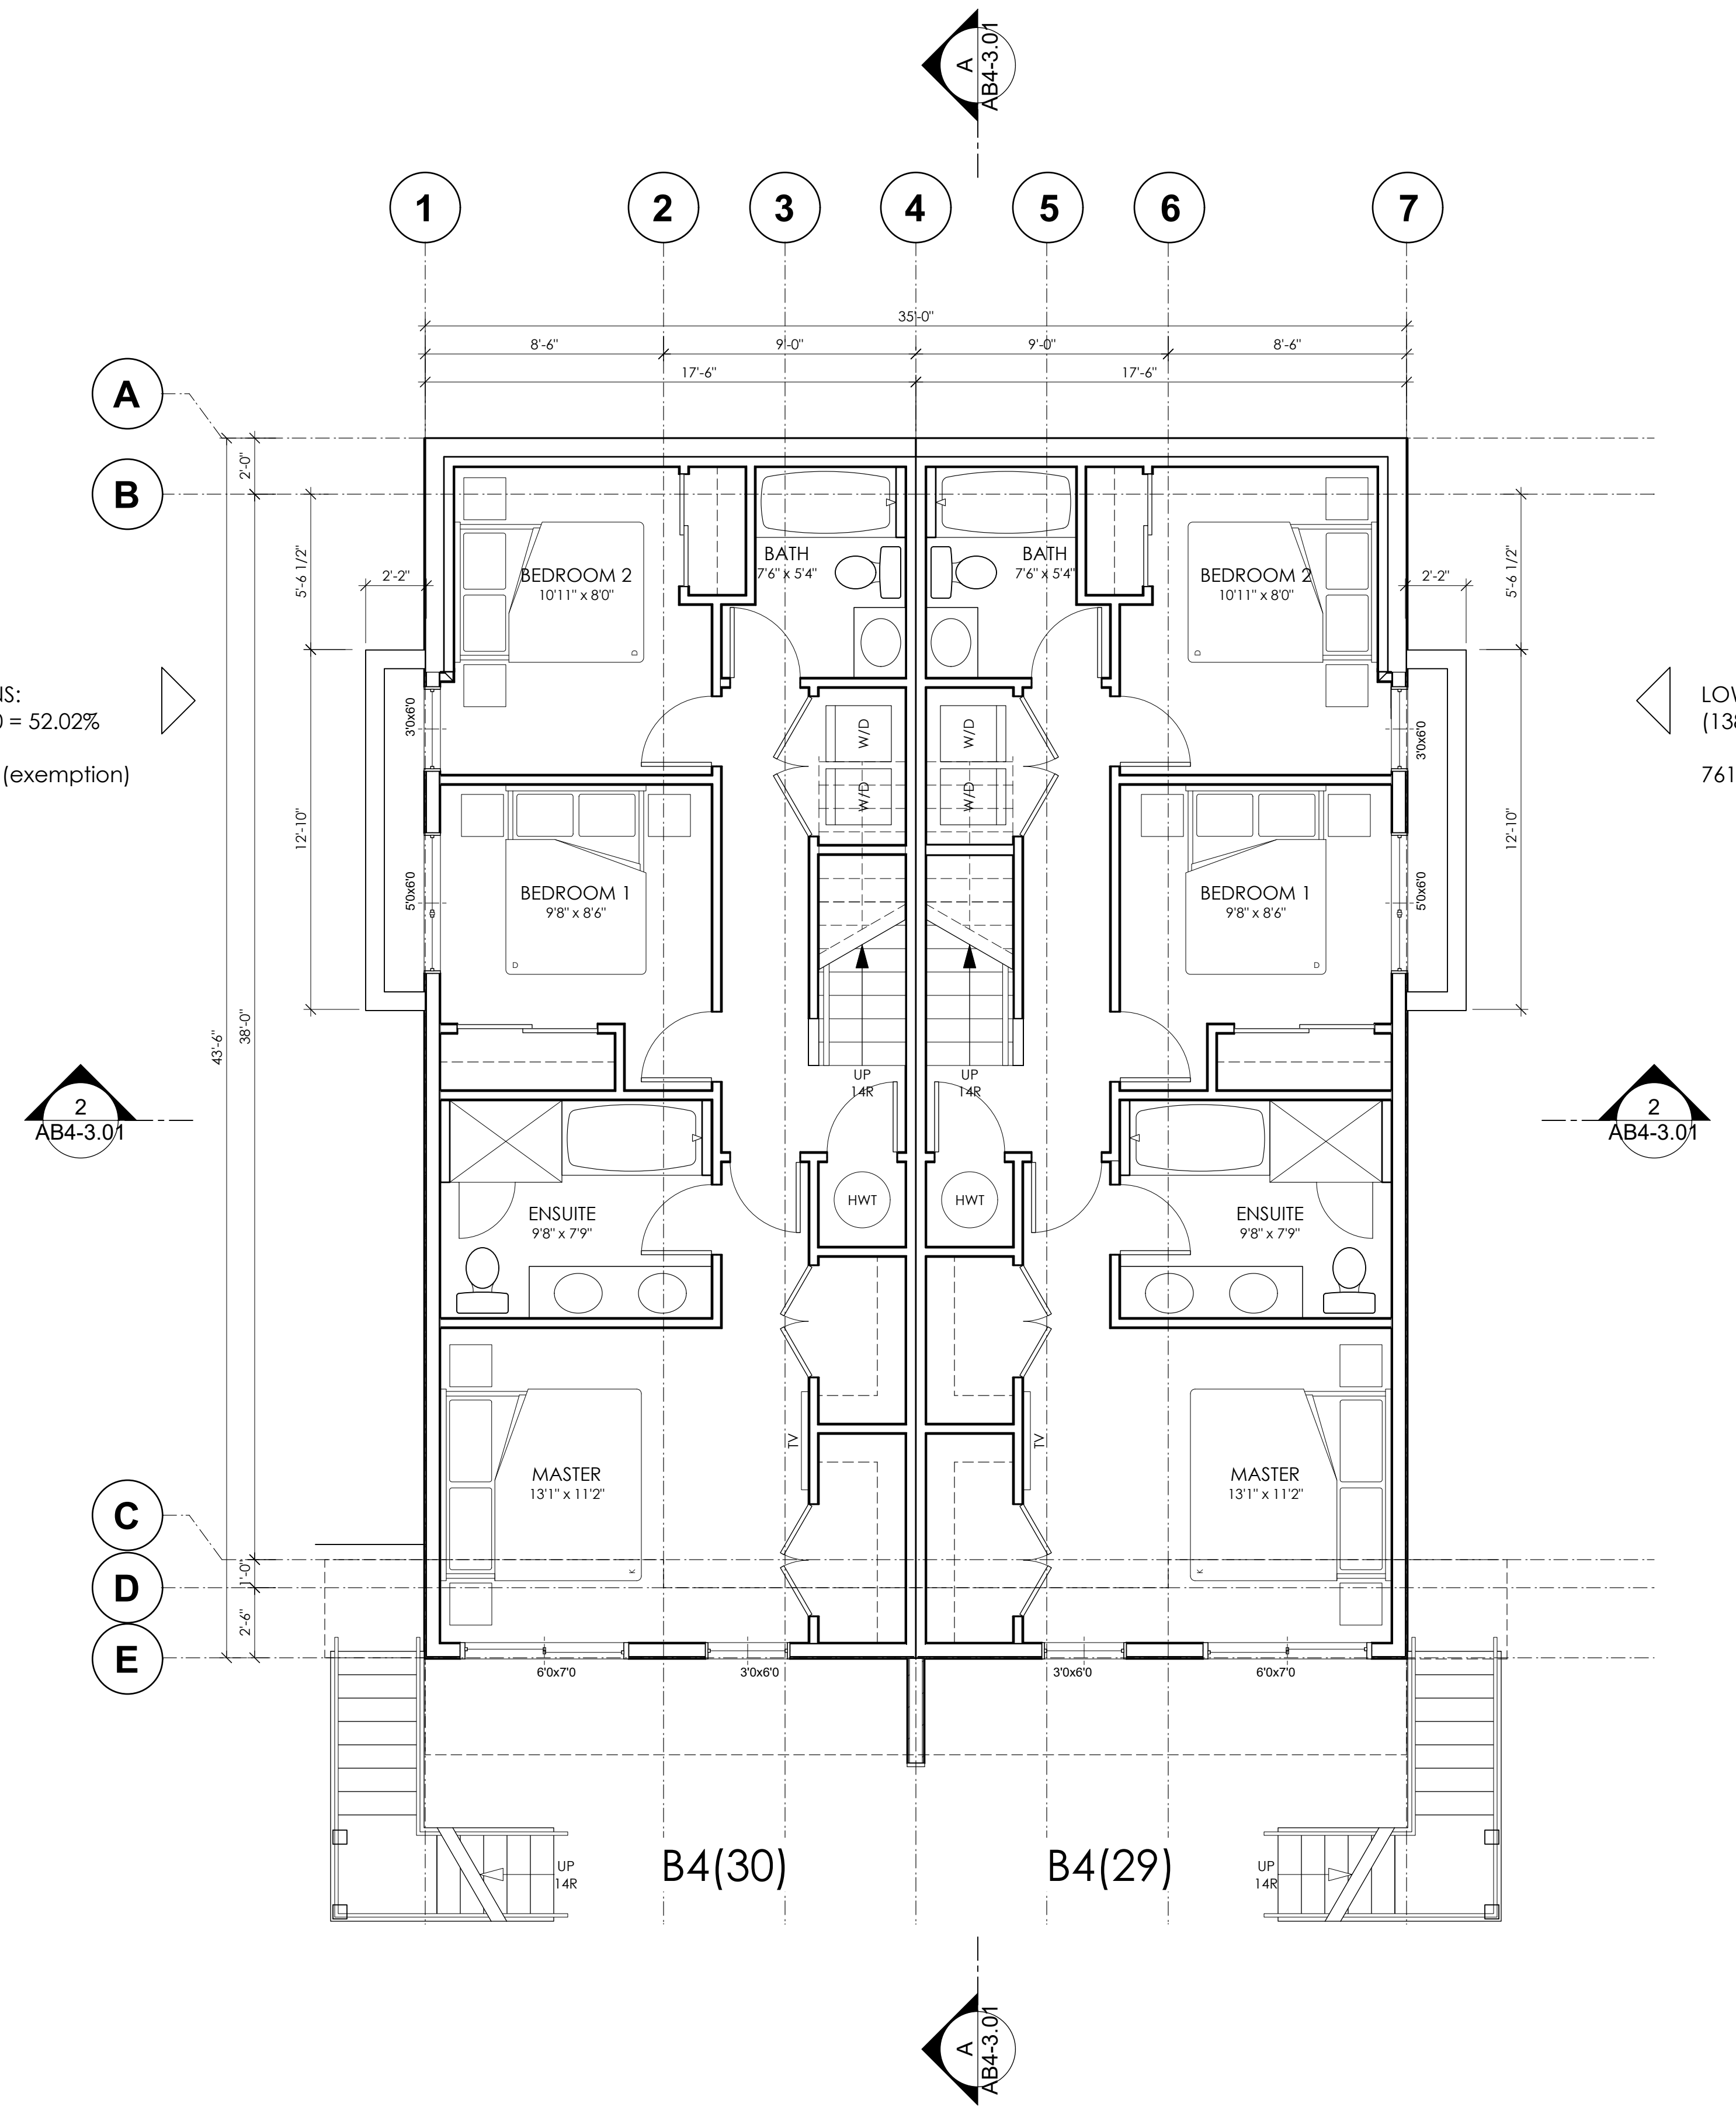 A
AB4-3.01
1
2
3
4
5
6
7
35'-0"
8'-6"
9'-0"
9'-0"
8'-6"
17'-6"
17'-6"
A
B
2'-0"
5'-6 1/2"
2'-2"
BEDROOM 2
10'11" x 8'0"
BATH
7'6" x 5'4"
BATH
7'6" x 5'4"
BEDROOM 2
10'11" x 8'0"
2'-2"
5'-6 1/2"
D
D
= 52.02%
(exemption)
3'0x6'0
W/D
W/D
3'0x6'0
W/D
W/D
761
12'-10"
5'0x6'0
BEDROOM 1
9'8" x 8'6"
D
BEDROOM 1
9'8" x 8'6"
D
5'0x6'0
12'-10"
43'-6"
38'-0"
UP
14R
UP
14R
2
AB4-3.01
2
AB4-3.01
ENSUITE
9'8" x 7'9"
HWT
HWT
ENSUITE
9'8" x 7'9"
TV
TV
MASTER
13'1" x 11'2"
K
MASTER
13'1" x 11'2"
K
C
D
E
1'-0"
2'-6"
6'0x7'0
3'0x6'0
3'0x6'0
6'0x7'0
UP
14R
B4(30)
B4(29)
UP
14R
A
AB4-3.01